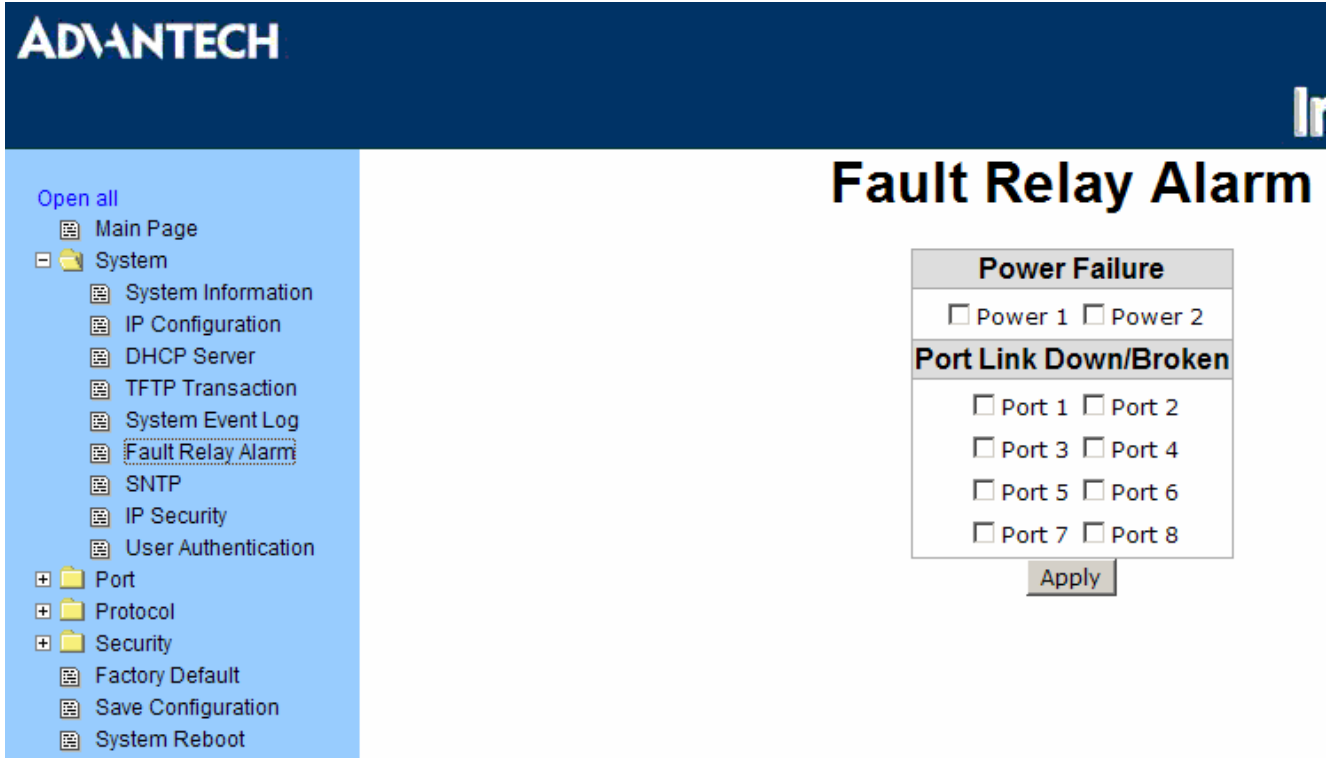 ADVANTECH
Open all
Main Page
System
System Information
IP Configuration
DHCP Server
TFTP Transaction
System Event Log
Fault Relay Alarm
SNTP
IP Security
User Authentication
Port
Protocol
Security
Factory Default
Save Configuration
System Reboot
Fault Relay Alarm
Power Failure
Power 1 Power 2
Port Link Down/Broken
Port 1 Port 2
Port 3 Port 4
Port 5 Port 6
Port 7 Port 8
Apply